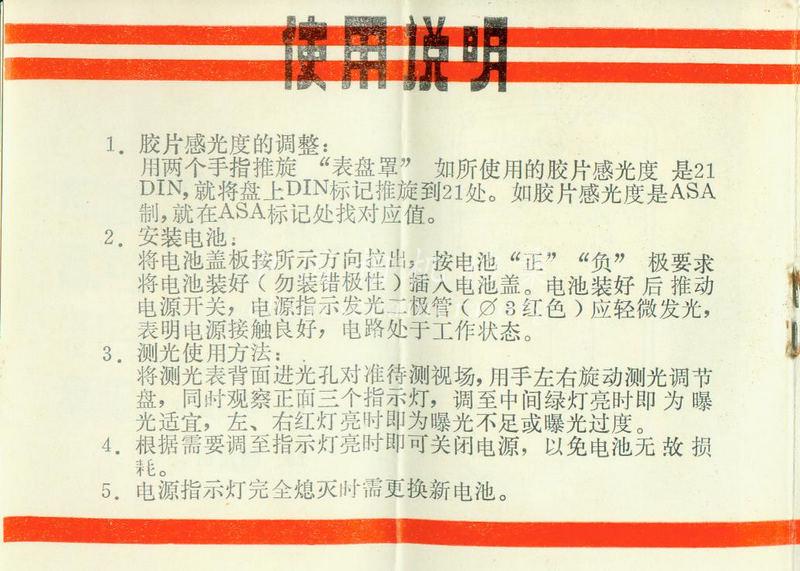 使用说明
1．胶片感光度的调整：
用两个手指推旋 “表盘罩” 如所使用的胶片感光度 是21
DIN，就将盘上DIN标记推旋到21处。如胶片感光度是ASA
制，就在ASA标记处找对应值。
2．安装电池：
将电池盖板按所示方向拉出，按电池“正”“负” 极要求
将电池装好（勿装错极性）插入电池盖。电池装好后推动
电源开关，电源指示发光二极管（∅3红色）应轻微发光，
表明电源接触良好，电路处于工作状态。
3．测光使用方法：
将测光表背面进光孔对准待测视场，用手左右旋动测光调节
盘，同时观察正面三个指示灯，调至中间绿灯亮时即 为 曝
光适宜，左、右红灯亮时即为曝光不足或曝光过度。
4．根据需要调至指示灯亮时即可关闭电源，以免电池无故损
耗。
5．电源指示灯完全熄灭时需更换新电池。